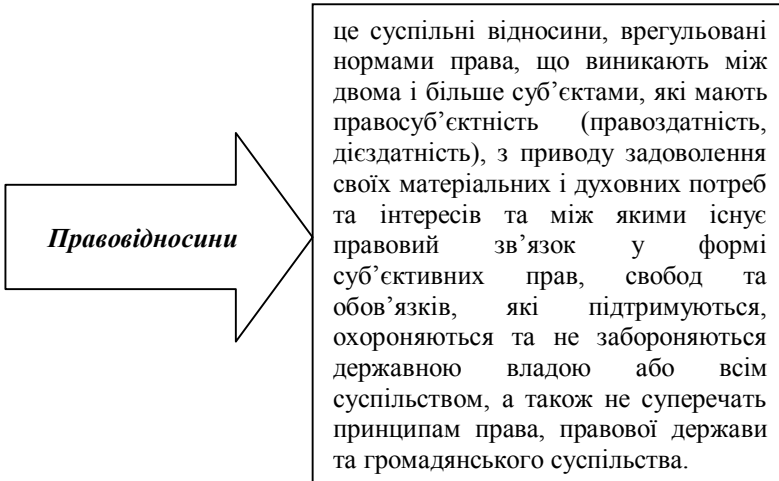 Правовідносини
це суспільні відносини, врегульовані
нормами права, що виникають між
двома і більше суб’єктами, які мають
правосуб’єктність (правоздатність,
дієздатність), з приводу задоволення
своїх матеріальних і духовних потреб
та інтересів та між якими існує
правовий зв’язок у формі
суб’єктивних прав, свобод та
обов’язків, які підтримуються,
охороняються та не забороняються
державною владою або всім
суспільством, а також не суперечать
принципам права, правової держави
та громадянського суспільства.